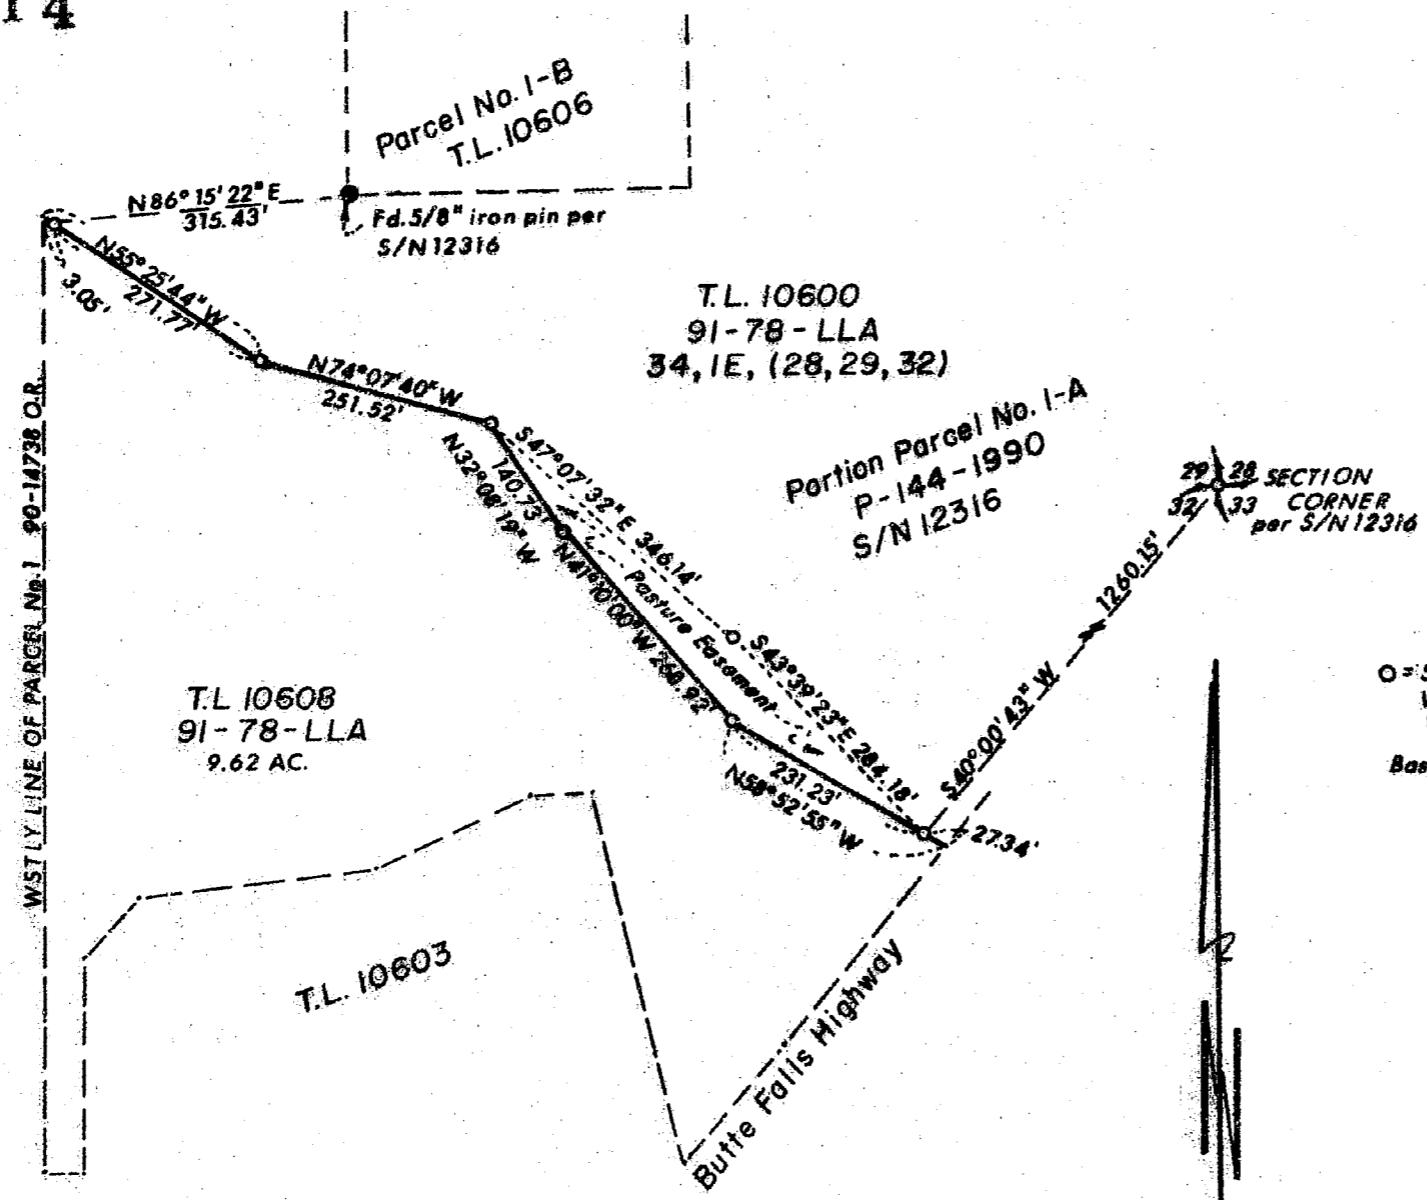 14
Parcel No. 1-B
T.L. 10606
N86° 15' 22" E
315.43'
Fd. 5/8" iron pin per
S/N 12316
N55° 25' 44" W
271.77'
3.05'
T.L. 10600
91-78-LLA
34, 1E, (28, 29, 32)
N74°07'40" W
251.52'
Portion Parcel No. 1-A
P-144-1990
S/N 12316
29 28
32 33
SECTION
CORNER
per S/N 12316
S47°07'32" E 346.14'
140.73'
N32°08'19" W
N41°10'00" W 268.92'
Pasture Easement
S43°39'23" E 284.18'
231.23'
N58°52'55" W
S40°00'43" W
1260.15'
27.34'
WSTLY LINE OF PARCEL No. 1 90-14738 O.R.
T.L 10608
91-78-LLA
9.62 AC.
T.L. 10603
Butte Falls Highway
O =
Bas